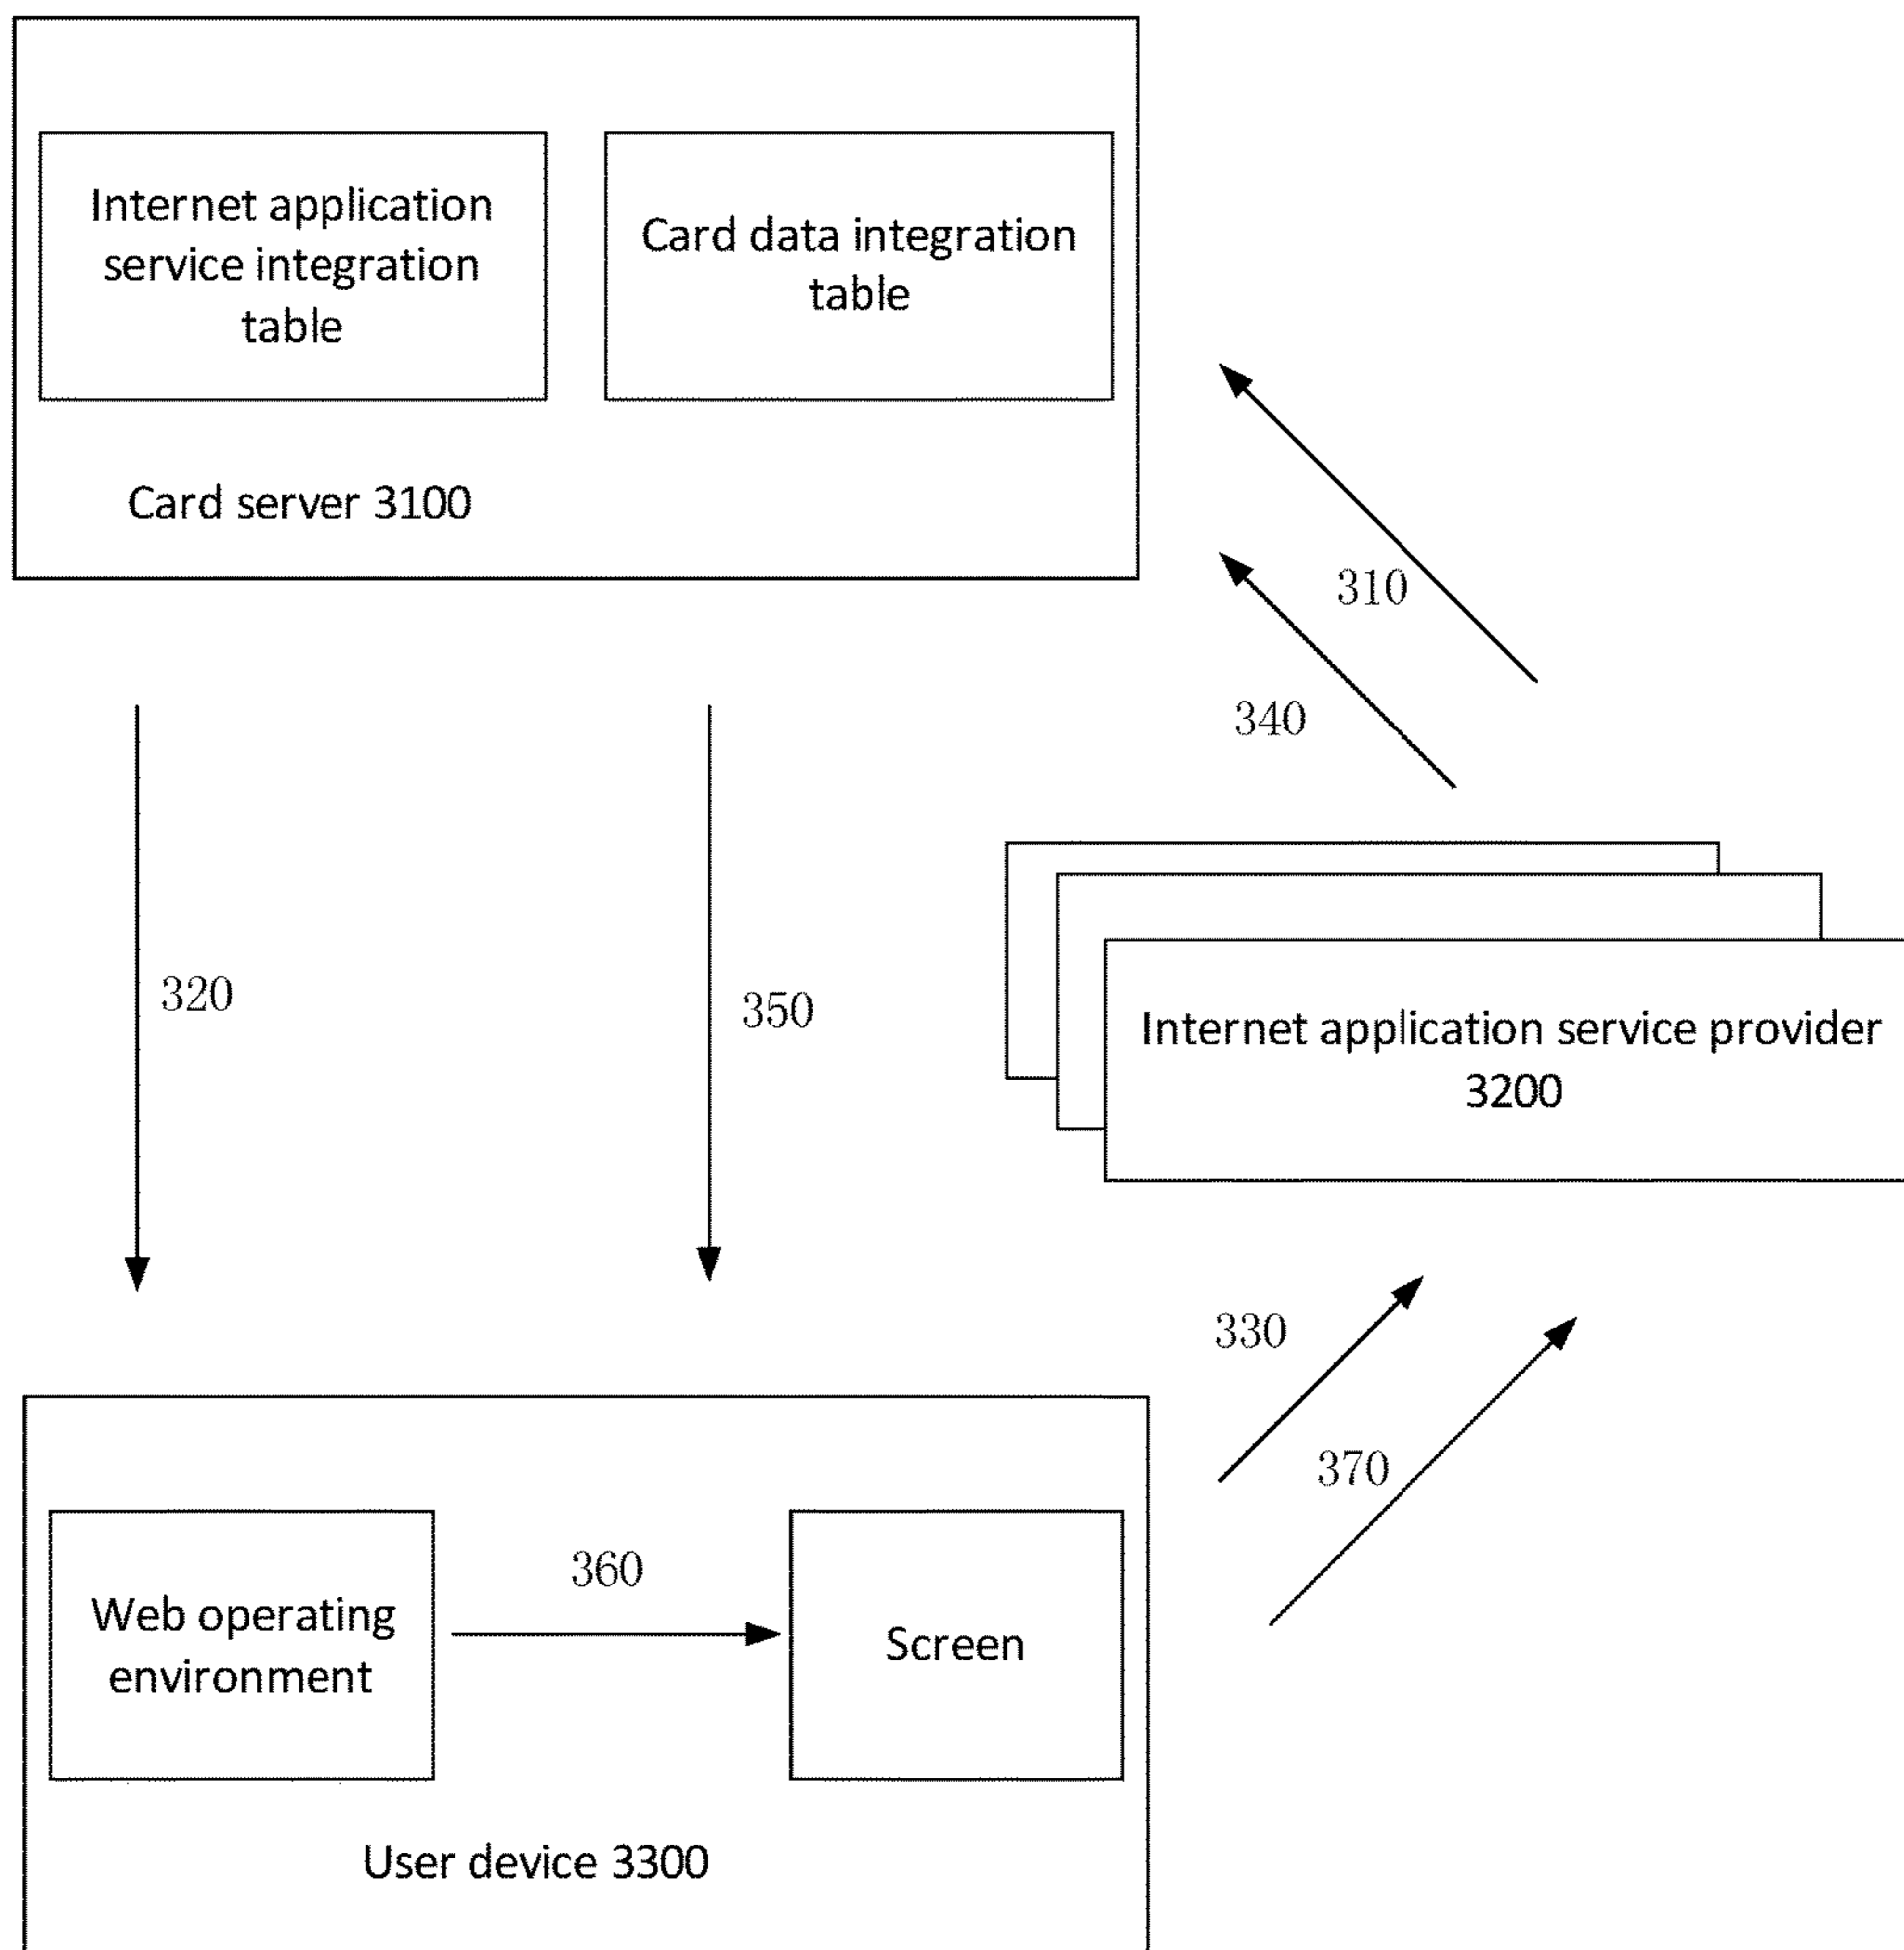 Internet application
service integration
table
Card data integration
table
Card server 3100
310
340
320
350
Internet application service provider
3200
330
370
360
Web operating
environment
Screen
User device 3300